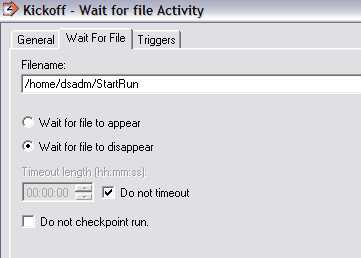 Kickoff - Wait for file Activity
General Wait For File Triggers
Filename:
/home/dsadm/StartRun
Wait for file to appear
Wait for file to disappear
Timeout length (hh:mm:ss):
00:00:00 Do not timeout
Do not checkpoint run.